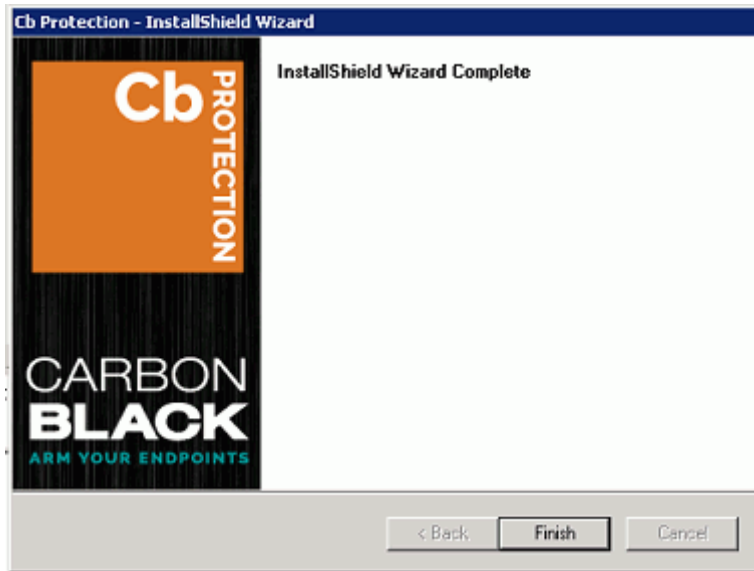 Cb Protection - InstallShield Wizard
InstallShield Wizard Complete
Cb
PROTECTION
CARBON
BLACK
ARM YOUR ENDPOINTS
< Back
Finish
Cancel